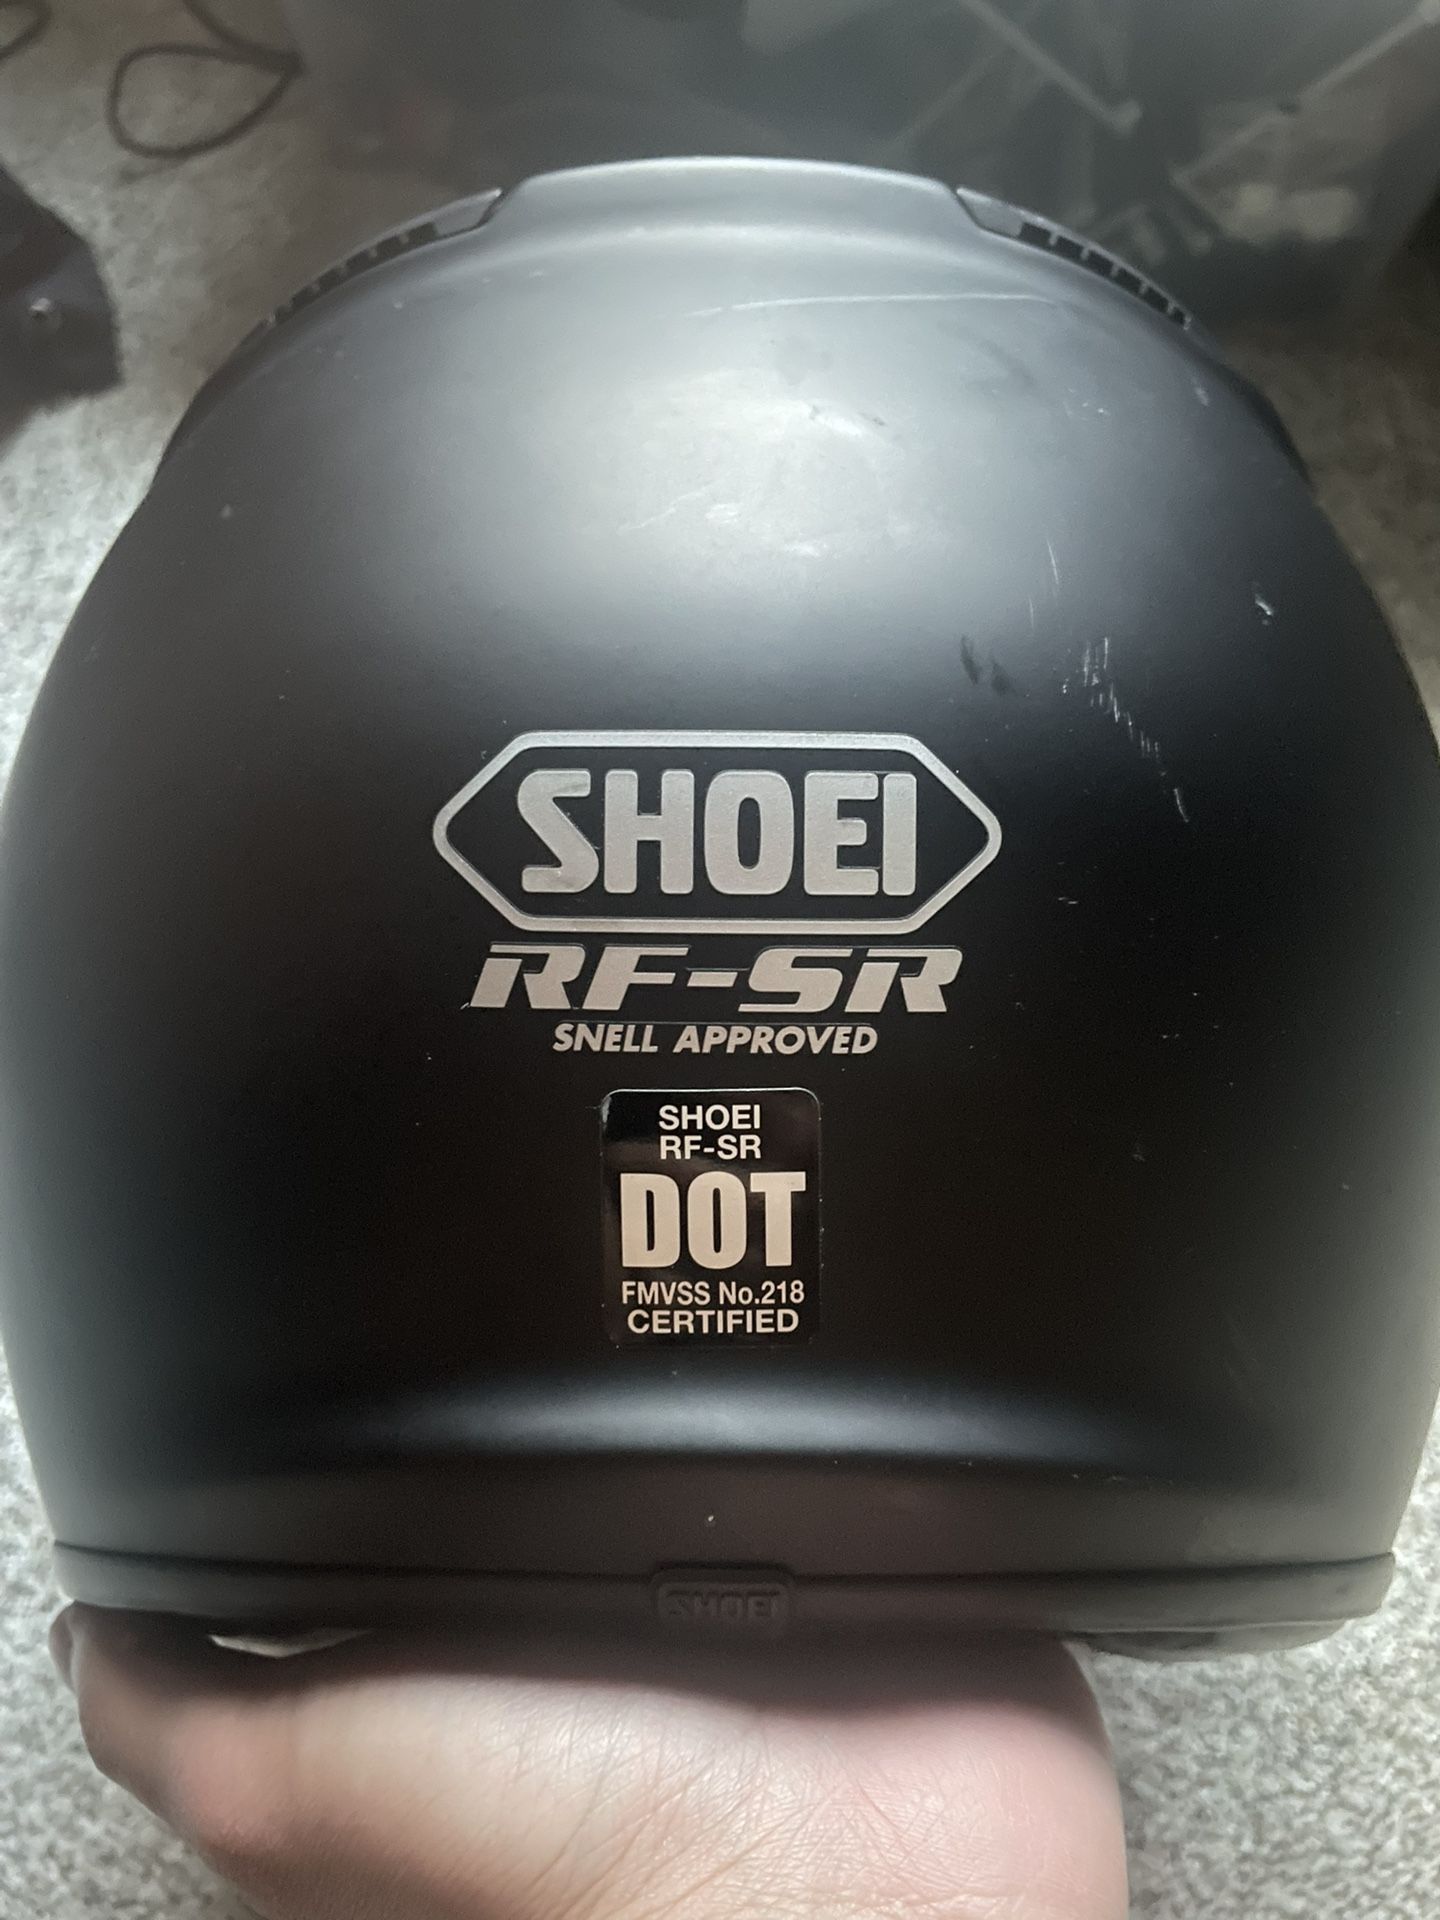 SHOEI
RF-SR
SNELL APPROVED
SHOEI
RF-SR
DOT
FMVSS No.218
CERTIFIED
SHOEI